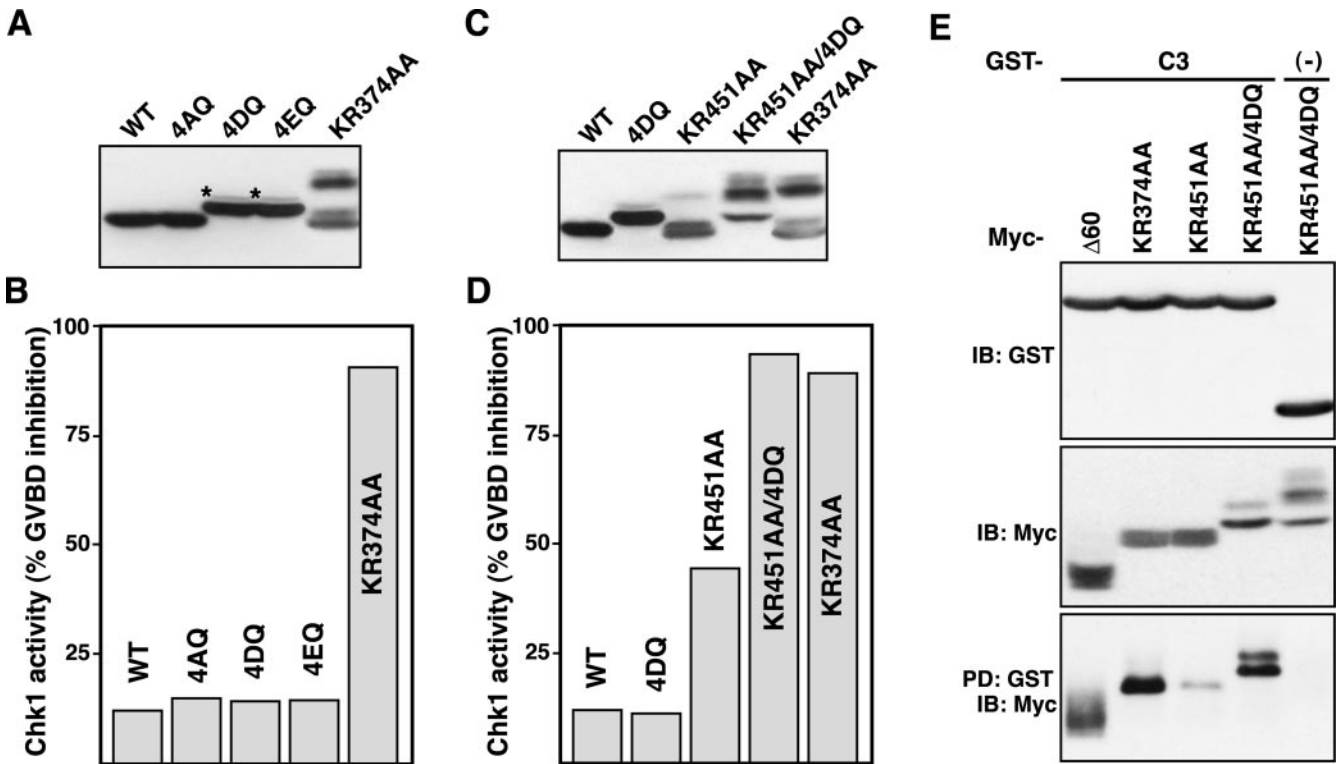 A
WT 4AQ 4DQ 4EQ KR374AA
* *
B
Chk1 activity (% GVBD inhibition)
100
75
50
25
WT 4AQ 4DQ 4EQ KR374AA
C
WT 4DQ KR451AA KR451AA/4DQ KR374AA
D
Chk1 activity (% GVBD inhibition)
100
75
50
25
WT 4DQ KR451AA KR451AA/4DQ KR374AA
E
GST- C3 (-)
Myc- Δ60 KR374AA KR451AA KR451AA/4DQ KR451AA/4DQ
IB: GST
IB: Myc
PD: GST
IB: Myc